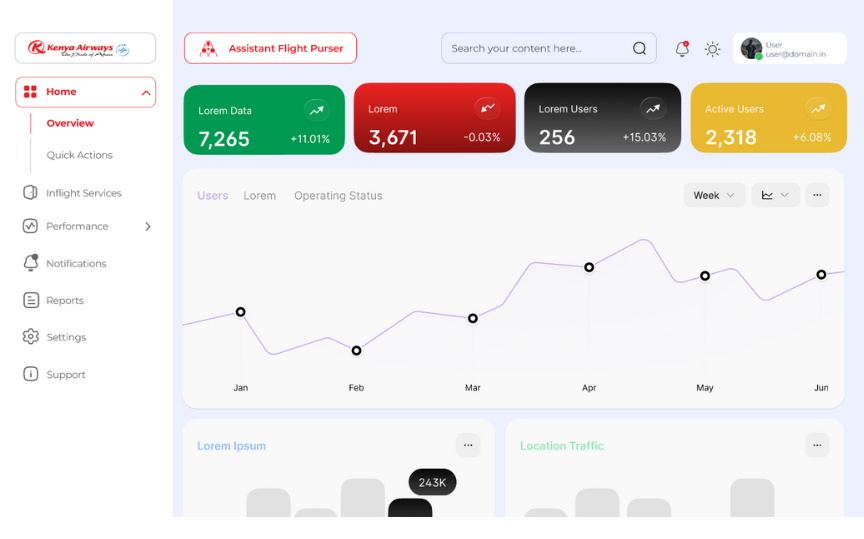 Kenya Airways
The Pride of Africa
Assistant Flight Purser
Search your content here...
User
user@domain.in
Home
Overview
Quick Actions
Inflight Services
Performance
Notifications
Reports
Settings
Support
Lorem Data
7,265
+11.01%
Lorem
3,671
-0.03%
Lorem Users
256
+15.03%
Active Users
2,318
+6.08%
Users
Lorem
Operating Status
Week
Jan
Feb
Mar
Apr
May
Jun
Lorem Ipsum
243K
Location Traffic